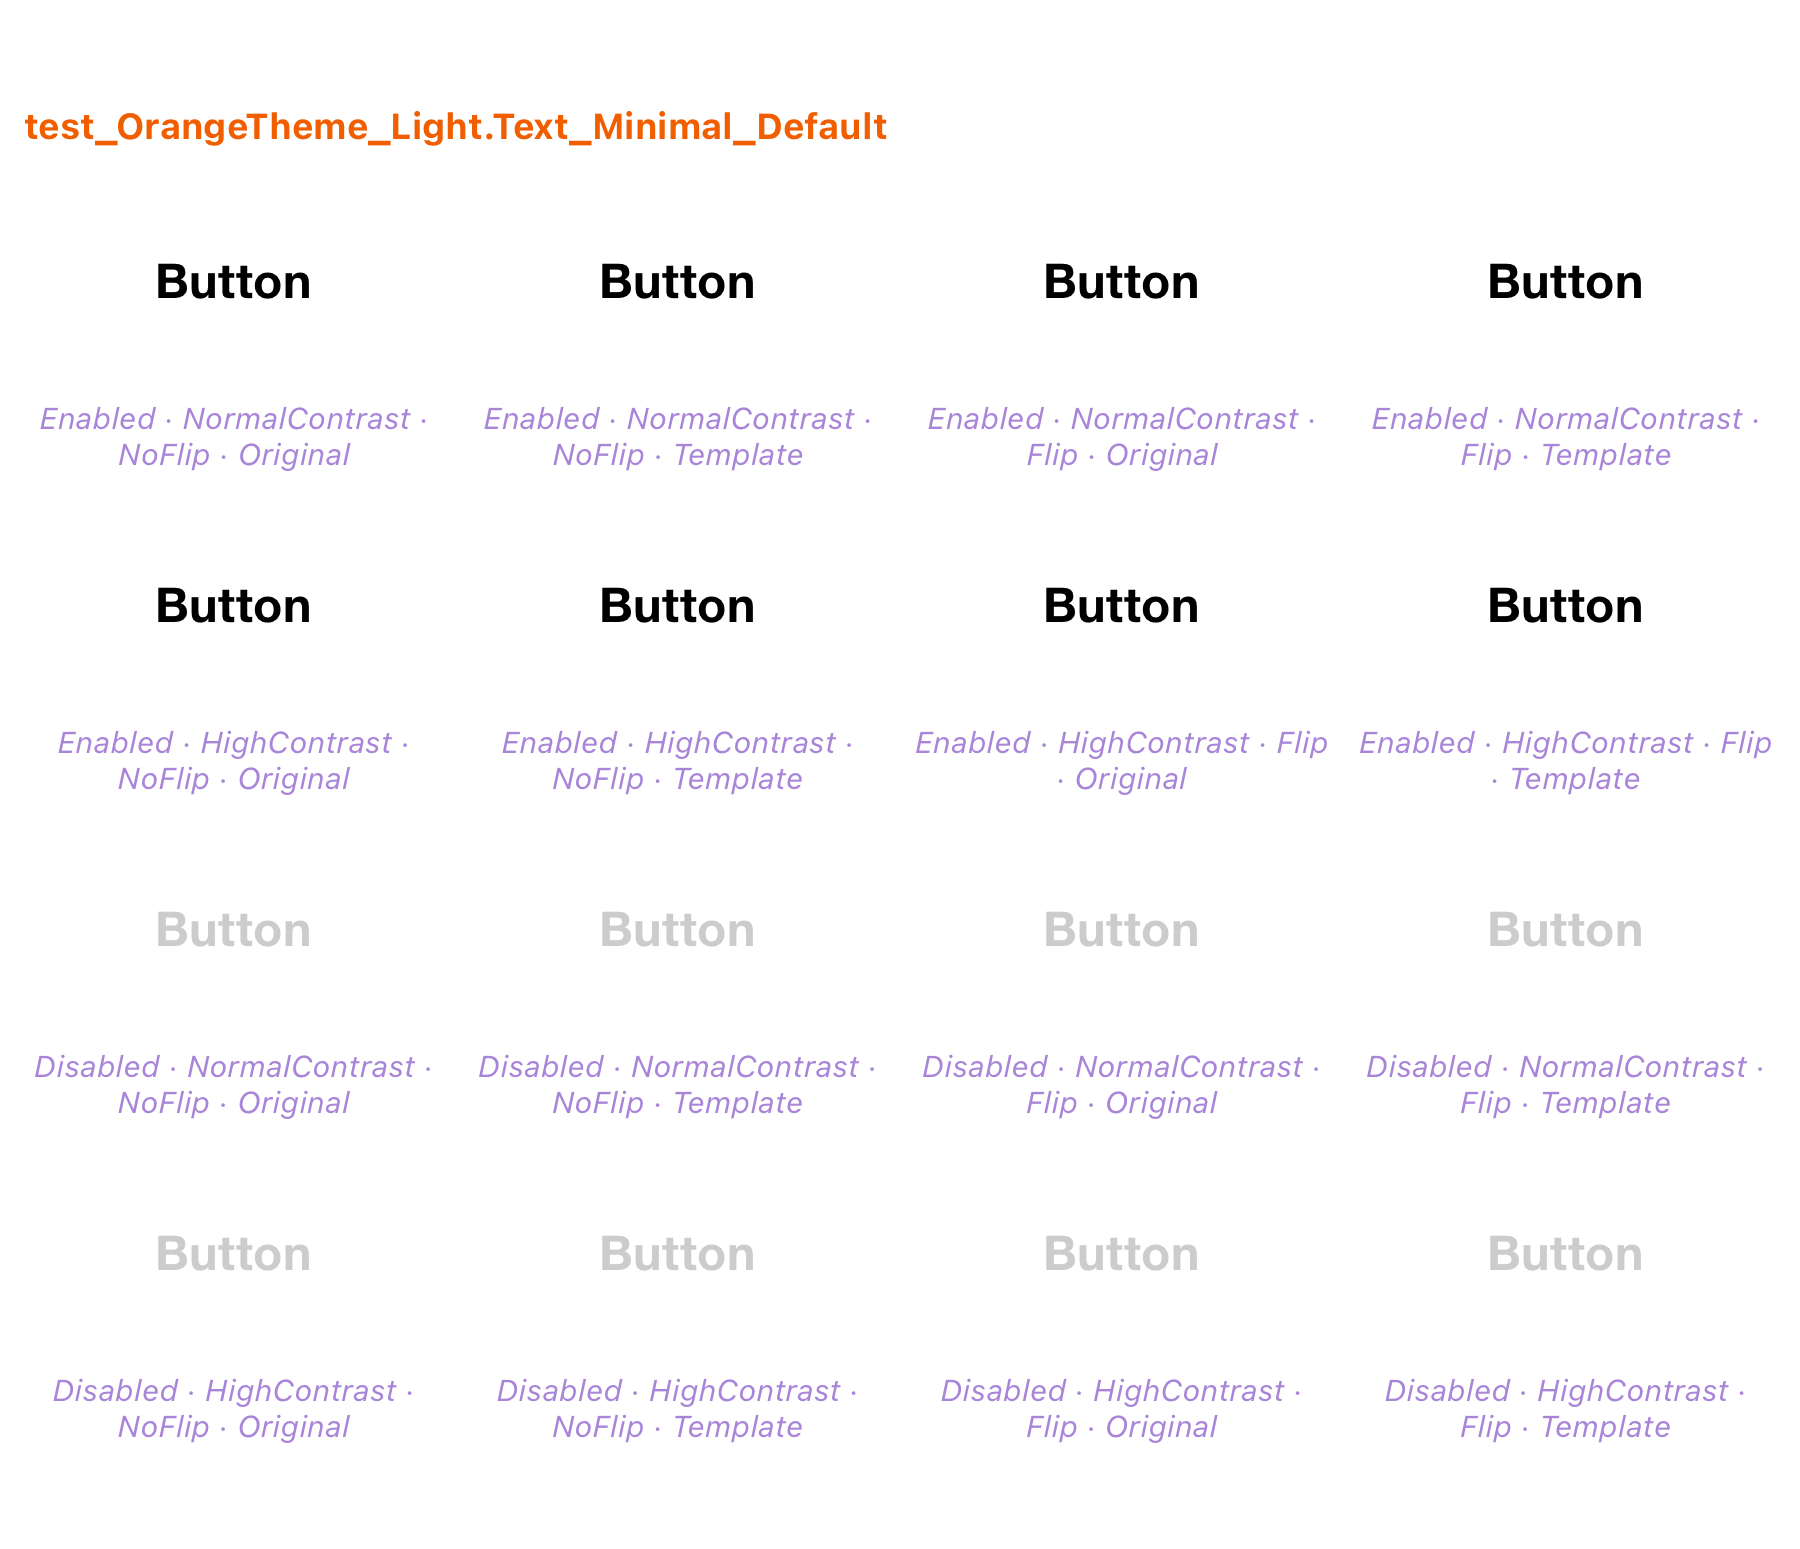 test_OrangeTheme_Light.Text_Minimal_Default
Button Button Button Button
Enabled · NormalContrast · Enabled · NormalContrast · Enabled · NormalContrast · Enabled · NormalContrast ·
NoFlip · Original NoFlip · Template Flip · Original Flip · Template
Button Button Button Button
Enabled · HighContrast · Enabled · HighContrast · Enabled · HighContrast · Flip Enabled · HighContrast · Flip
NoFlip · Original NoFlip · Template · Original · Template
Button Button Button Button
Disabled · NormalContrast · Disabled · NormalContrast · Disabled · NormalContrast · Disabled · NormalContrast ·
NoFlip · Original NoFlip · Template Flip · Original Flip · Template
Button Button Button Button
Disabled · HighContrast · Disabled · HighContrast · Disabled · HighContrast · Disabled · HighContrast ·
NoFlip · Original NoFlip · Template Flip · Original Flip · Template